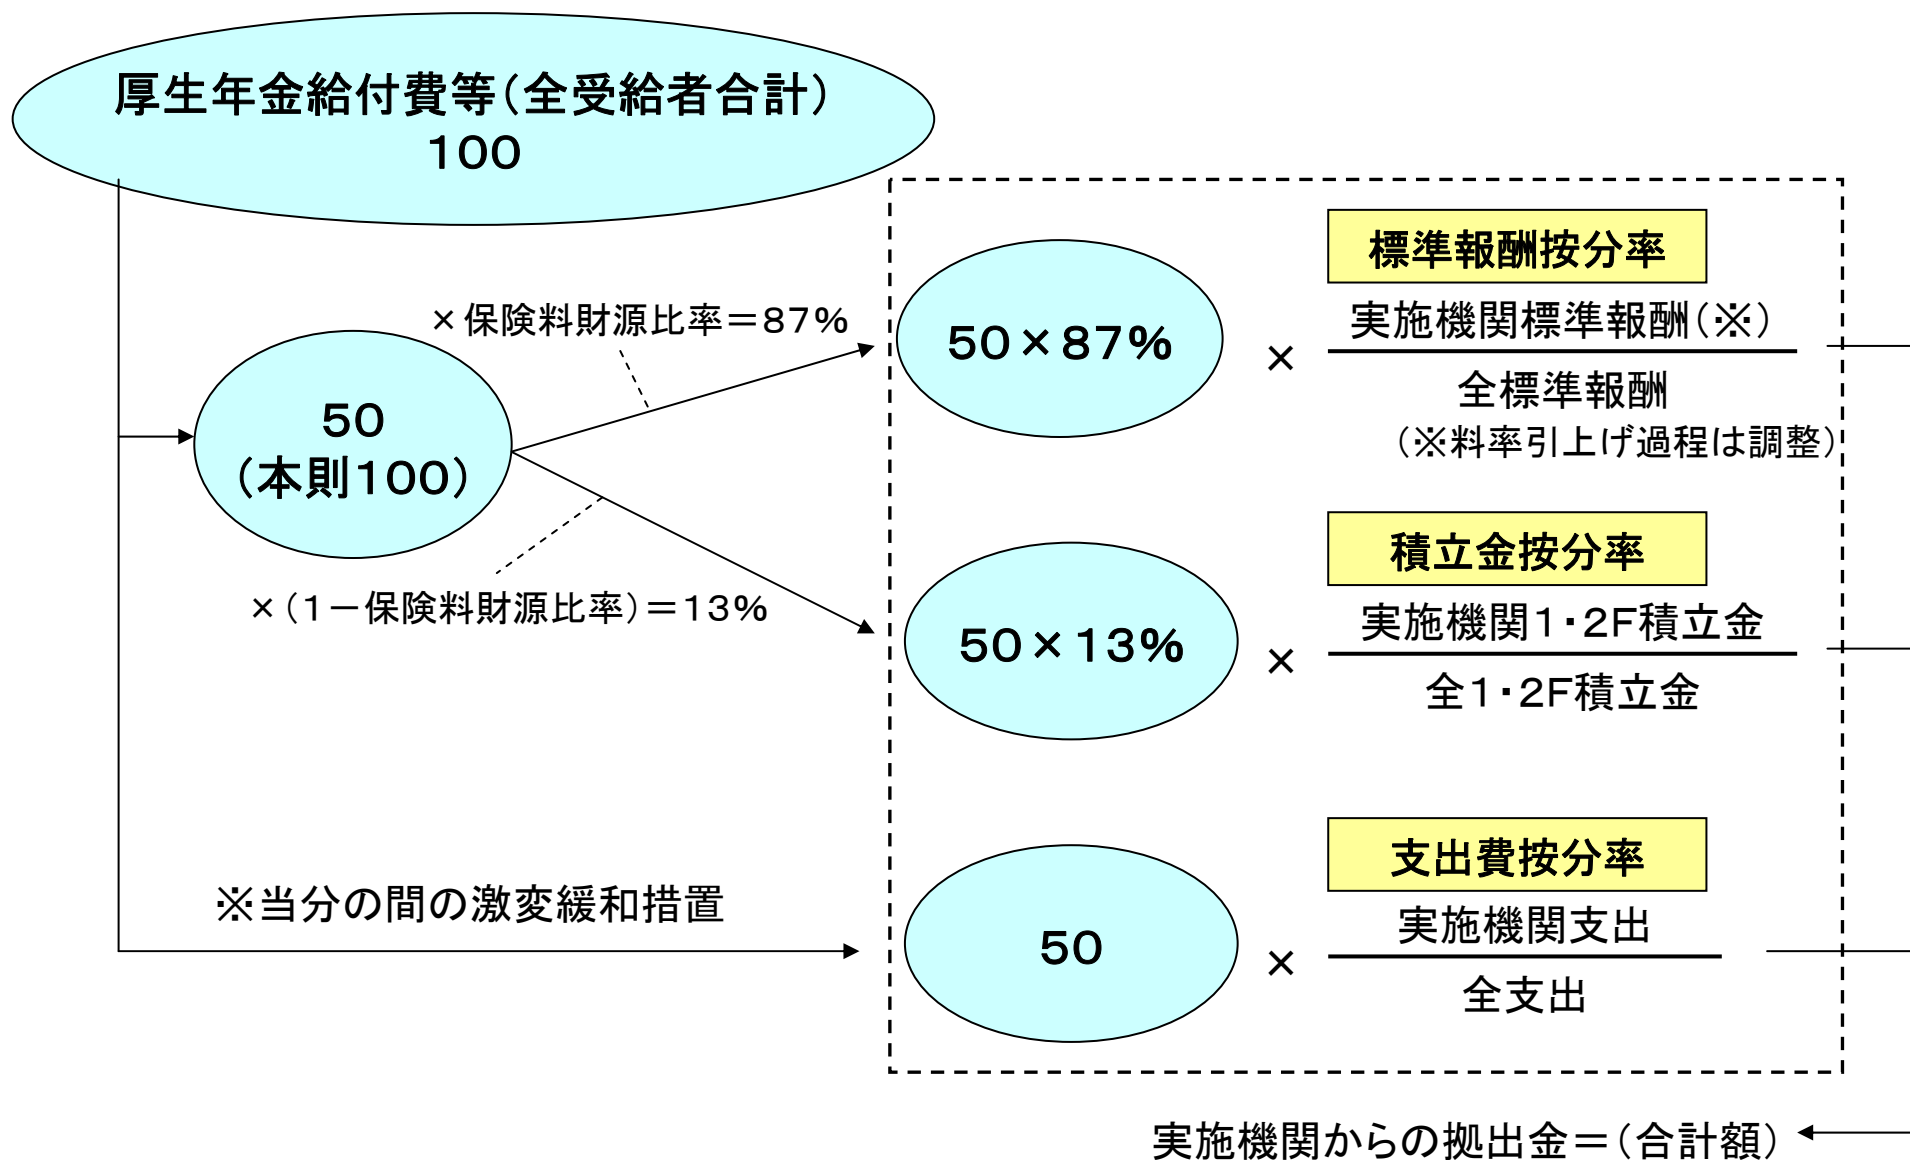 厚生年金給付費等（全受給者合計）
１００
×保険料財源比率＝８７％
５０
（本則１００）
×（１－保険料財源比率）＝１３％
※当分の間の激変緩和措置
５０×８７％
×
標準報酬按分率
実施機関標準報酬（※）
全標準報酬
（※料率引上げ過程は調整）
５０×１３％
×
積立金按分率
実施機関１・２Ｆ積立金
全１・２Ｆ積立金
５０
×
支出費按分率
実施機関支出
全支出
実施機関からの拠出金＝（合計額）